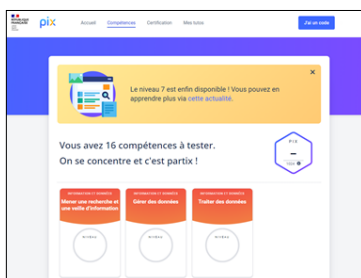 RÉPUBLIQUE
FRANÇAISE
pix
Accueil
Compétences
Certification
Mes tutos
J'ai un code
Le niveau 7 est enfin disponible ! Vous pouvez en
apprendre plus via cette actualité.
Vous avez 16 compétences à tester.
On se concentre et c'est partix !
PIX
INFORMATION ET DONNÉES
Mener une recherche et
une veille d'information
NIVEAU
INFORMATION ET DONNÉES
Gérer des données
NIVEAU
INFORMATION ET DONNÉES
Traiter des données
NIVEAU